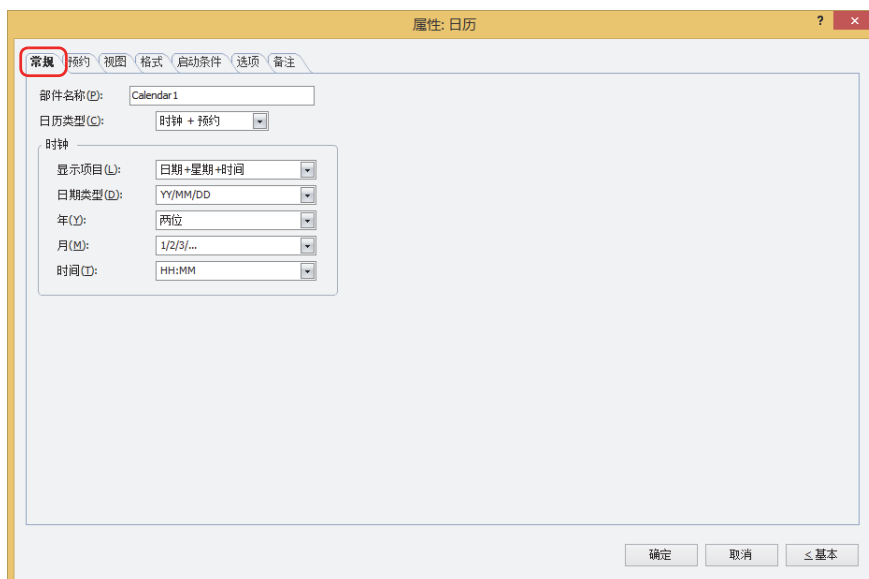 属性: 日历
? ×
常规 预约 视图 格式 启动条件 选项 备注
部件名称(P): Calendar1
日历类型(C): 时钟 + 预约
时钟
显示项目(L): 日期+星期+时间
日期类型(D): YY/MM/DD
年(Y): 两位
月(M): 1/2/3/...
时间(T): HH:MM
确定 取消 <基本